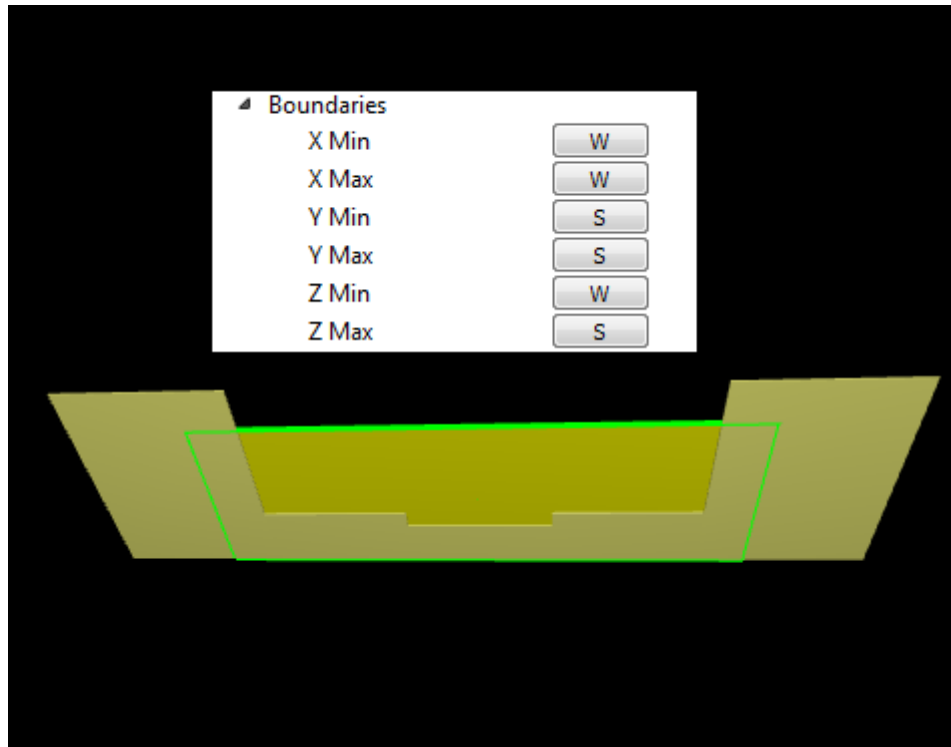 Boundaries
X Min W
X Max W
Y Min S
Y Max S
Z Min W
Z Max S